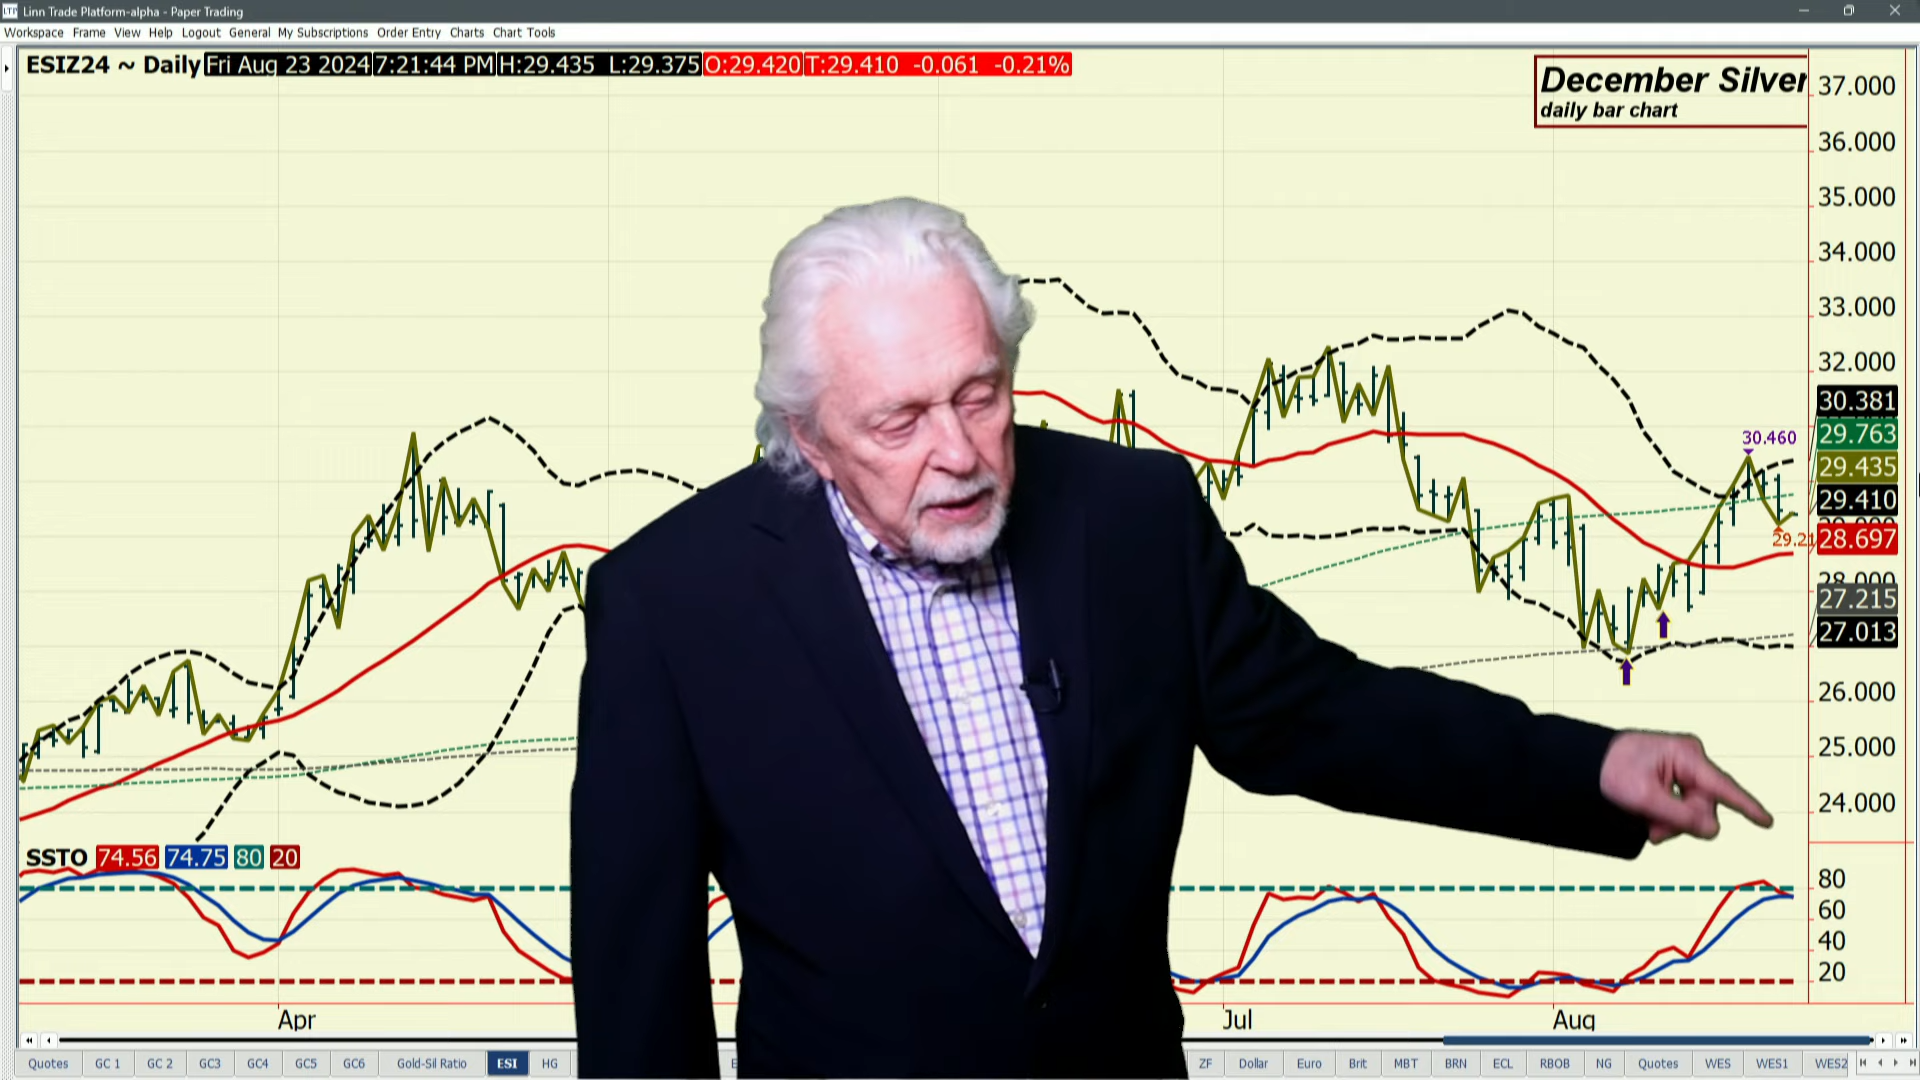 LTP Linn Trade Platform-alpha - Paper Trading
Workspace Frame View Help Logout General My Subscriptions Order Entry Charts Chart Tools
ESIZ24 ~ Daily Fri Aug 23 2024 7:21:44 PM H:29.435 L:29.375 O:29.420 T:29.410 -0.061 -0.21%
December Silver
daily bar chart
37.000
36.000
35.000
34.000
33.000
32.000
30.381
29.763
30.460
29.435
29.410
29.21
28.697
28.000
27.215
27.013
26.000
25.000
24.000
SSTO 74.56 74.75 80 20
80
60
40
20
Apr Jul Aug
Quotes GC 1 GC 2 GC3 GC4 GC5 GC6 Gold-Sil Ratio ESI HG ZF Dollar Euro Brit MBT BRN ECL RBOB NG Quotes WES WES1 WES2